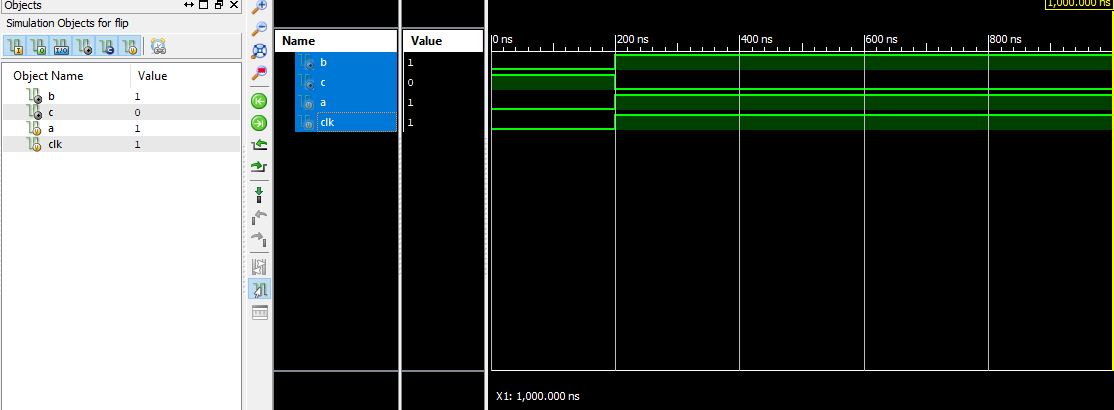 Objects
Simulation Objects for flip
Object Name Value
b 1
c 0
a 1
clk 1
Name Value
b 1
c 0
a 1
clk 1
1,000.000 ns
0 ns 200 ns 400 ns 600 ns 800 ns
X1: 1,000.000 ns